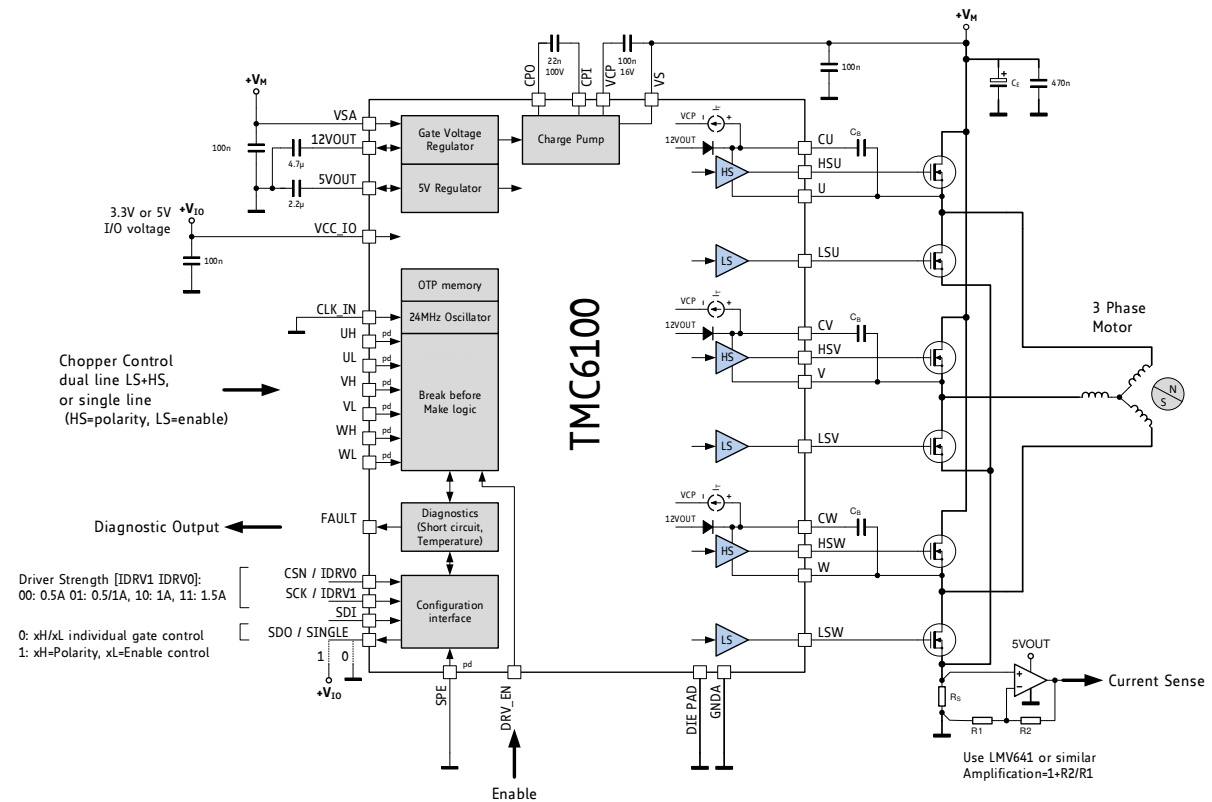 +VM
CPO
22n
100V
CPI
VCP
100n
16V
VS
100n
CE
470n
+VM
VSA
12VOUT
5VOUT
100n
4.7µ
2.2µ
Gate Voltage
Regulator
5V Regulator
Charge Pump
3.3V or 5V
I/O voltage
+VIO
VCC_IO
100n
OTP memory
24MHz Oscillator
Break before
Make logic
CLK_IN
UH
pd
UL
pd
VH
pd
VL
pd
WH
pd
WL
pd
Chopper Control
dual line LS+HS,
or single line
(HS=polarity, LS=enable)
TMC6100
VCP
+
12VOUT
HS
CU
CB
HSU
U
LS
LSU
VCP
+
12VOUT
HS
CV
CB
HSV
V
LS
LSV
VCP
+
12VOUT
HS
CW
CB
HSW
W
LS
LSW
3 Phase
Motor
N
S
Diagnostic Output
FAULT
Diagnostics
(Short circuit,
Temperature)
Driver Strength [IDRV1 IDRV0]:
00: 0.5A 01: 0.5/1A, 10: 1A, 11: 1.5A
CSN / IDRV0
SCK / IDRV1
SDI
SDO / SINGLE
Configuration
interface
0: xH/xL individual gate control
1: xH=Polarity, xL=Enable control
1
0
+VIO
pd
SPE
DRV_EN
Enable
DIE PAD
GNDA
5VOUT
+
−
RS
R1
R2
Current Sense
Use LMV641 or similar
Amplification=1+R2/R1